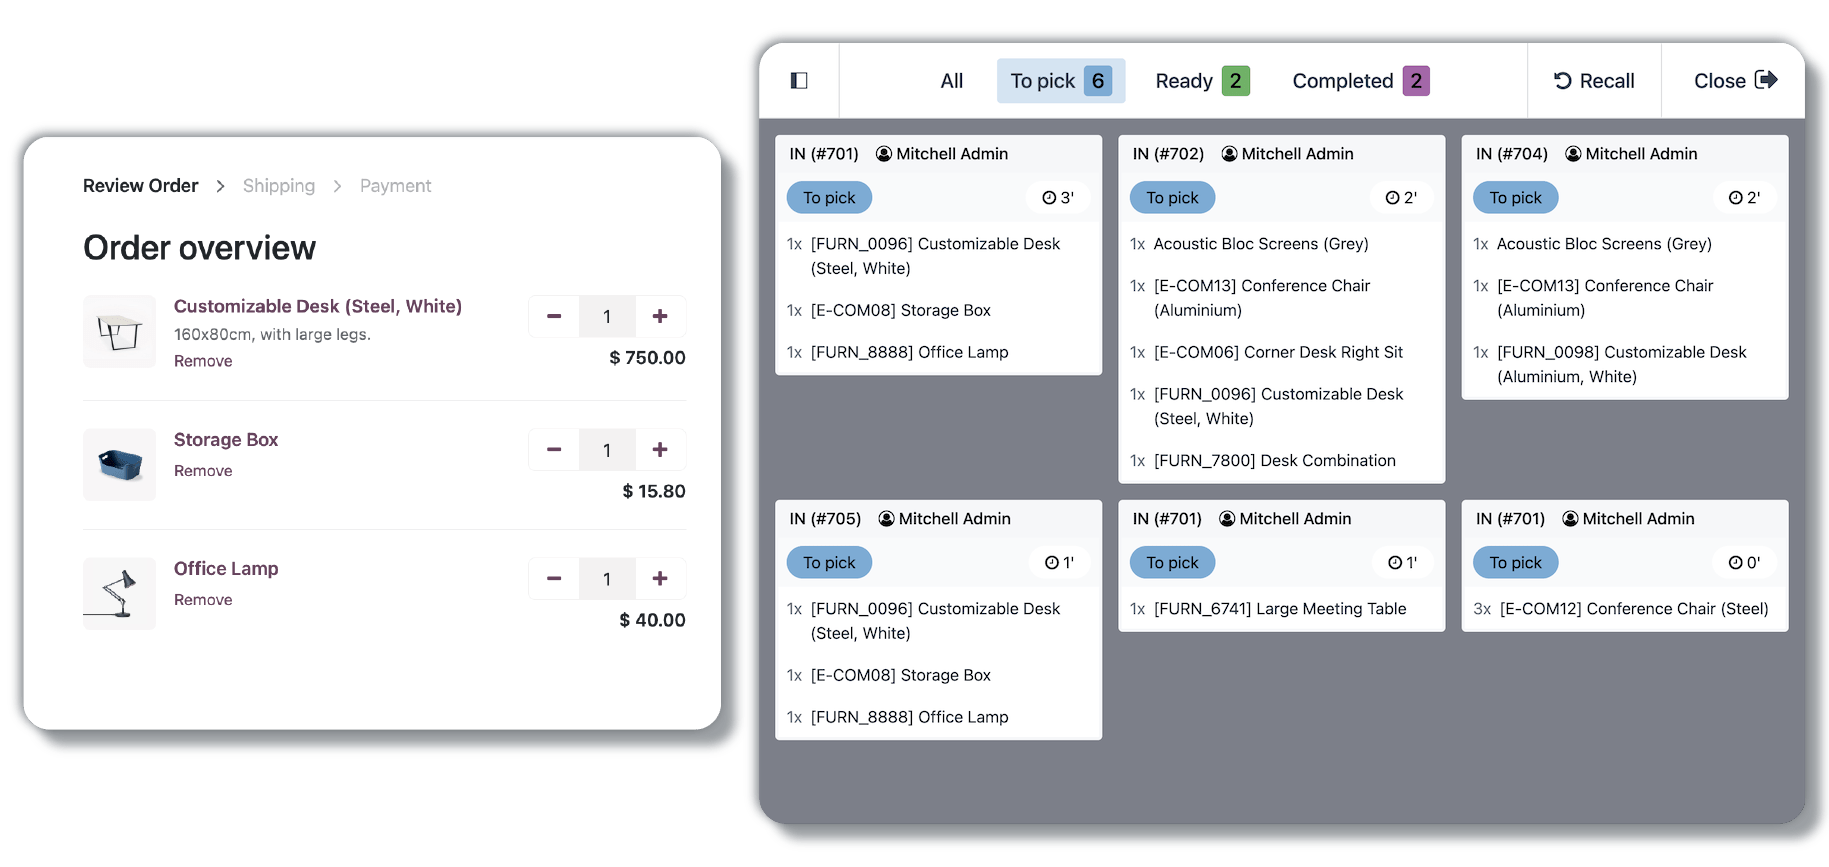 Review Order > Shipping > Payment
Order overview
Customizable Desk (Steel, White)
160x80cm, with large legs.
Remove
− 1 +
$ 750.00
Storage Box
Remove
− 1 +
$ 15.80
Office Lamp
Remove
− 1 +
$ 40.00
All To pick 6 Ready 2 Completed 2 Recall Close
IN (#701) Mitchell Admin
To pick 3'
1x [FURN_0096] Customizable Desk
(Steel, White)
1x [E-COM08] Storage Box
1x [FURN_8888] Office Lamp
IN (#702) Mitchell Admin
To pick 2'
1x Acoustic Bloc Screens (Grey)
1x [E-COM13] Conference Chair
(Aluminium)
1x [E-COM06] Corner Desk Right Sit
1x [FURN_0096] Customizable Desk
(Steel, White)
1x [FURN_7800] Desk Combination
IN (#704) Mitchell Admin
To pick 2'
1x Acoustic Bloc Screens (Grey)
1x [E-COM13] Conference Chair
(Aluminium)
1x [FURN_0098] Customizable Desk
(Aluminium, White)
IN (#705) Mitchell Admin
To pick 1'
1x [FURN_0096] Customizable Desk
(Steel, White)
1x [E-COM08] Storage Box
1x [FURN_8888] Office Lamp
IN (#701) Mitchell Admin
To pick 1'
1x [FURN_6741] Large Meeting Table
IN (#701) Mitchell Admin
To pick 0'
3x [E-COM12] Conference Chair (Steel)